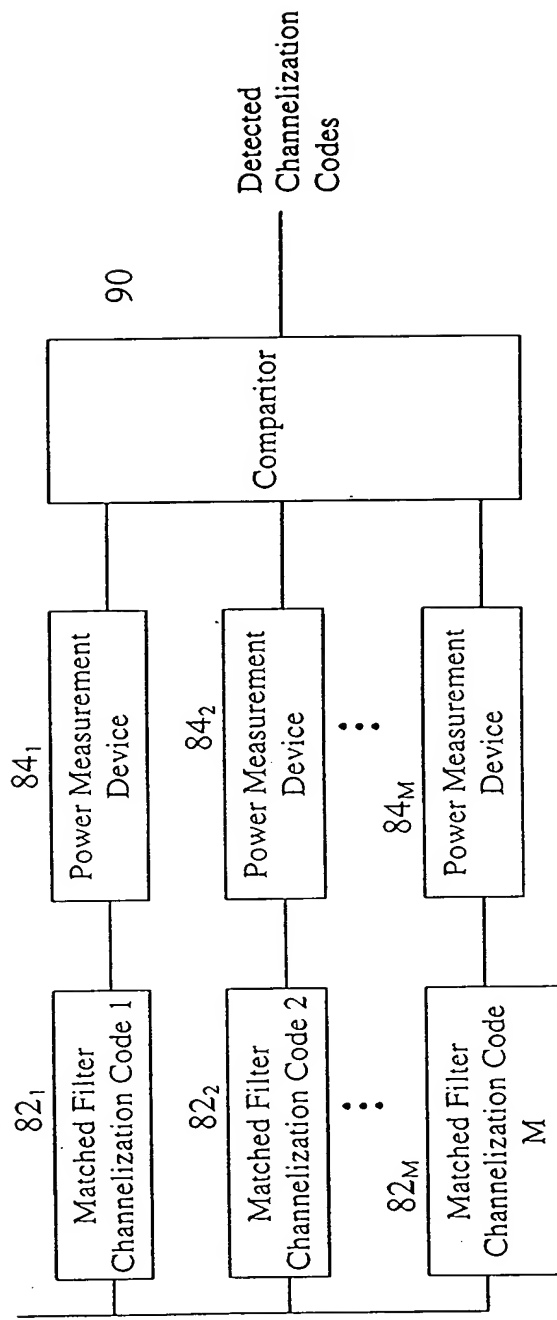 82₁
Matched Filter
Channelization Code 1
84₁
Power Measurement
Device
82₂
Matched Filter
Channelization Code 2
84₂
Power Measurement
Device
82M
Matched Filter
Channelization Code
M
84M
Power Measurement
Device
Comparitor
90
Detected
Channelization
Codes